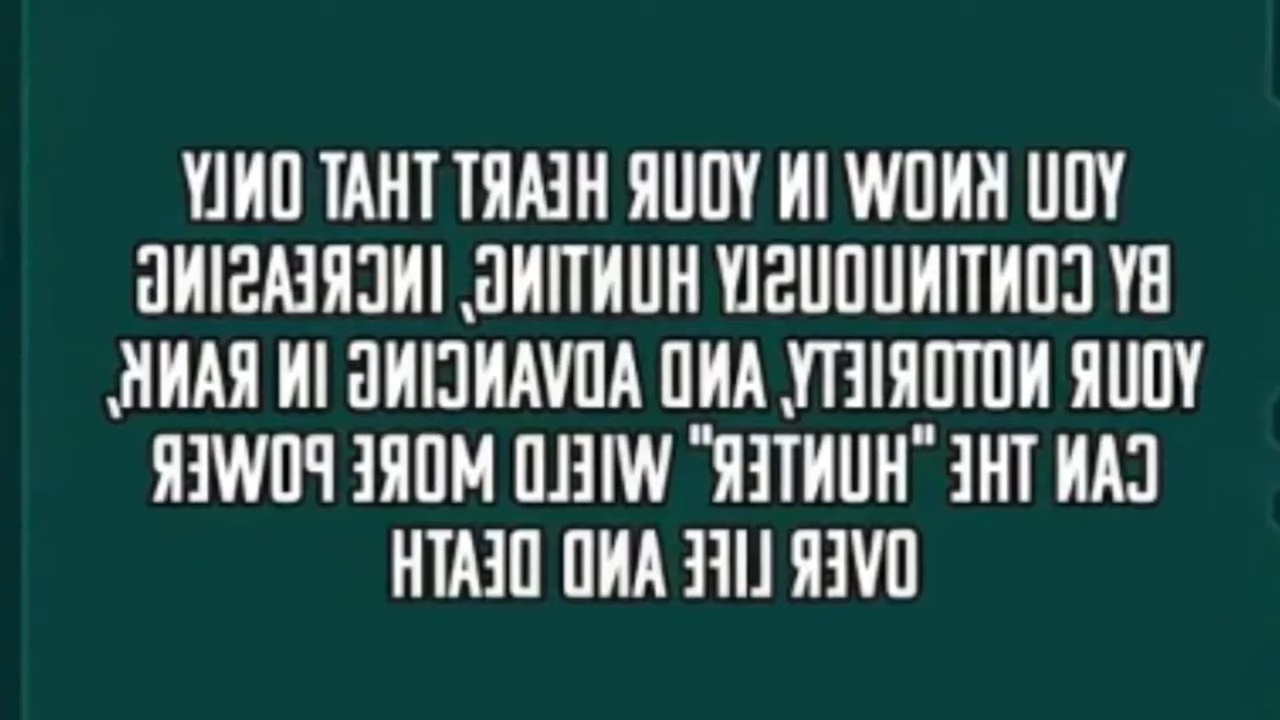 YOU KNOW IN YOUR HEART THAT ONLY
BY CONTINUOUSLY HUNTING, INCREASING
YOUR NOTORIETY, AND ADVANCING IN RANK,
CAN THE "HUNTER" WIELD MORE POWER
OVER LIFE AND DEATH